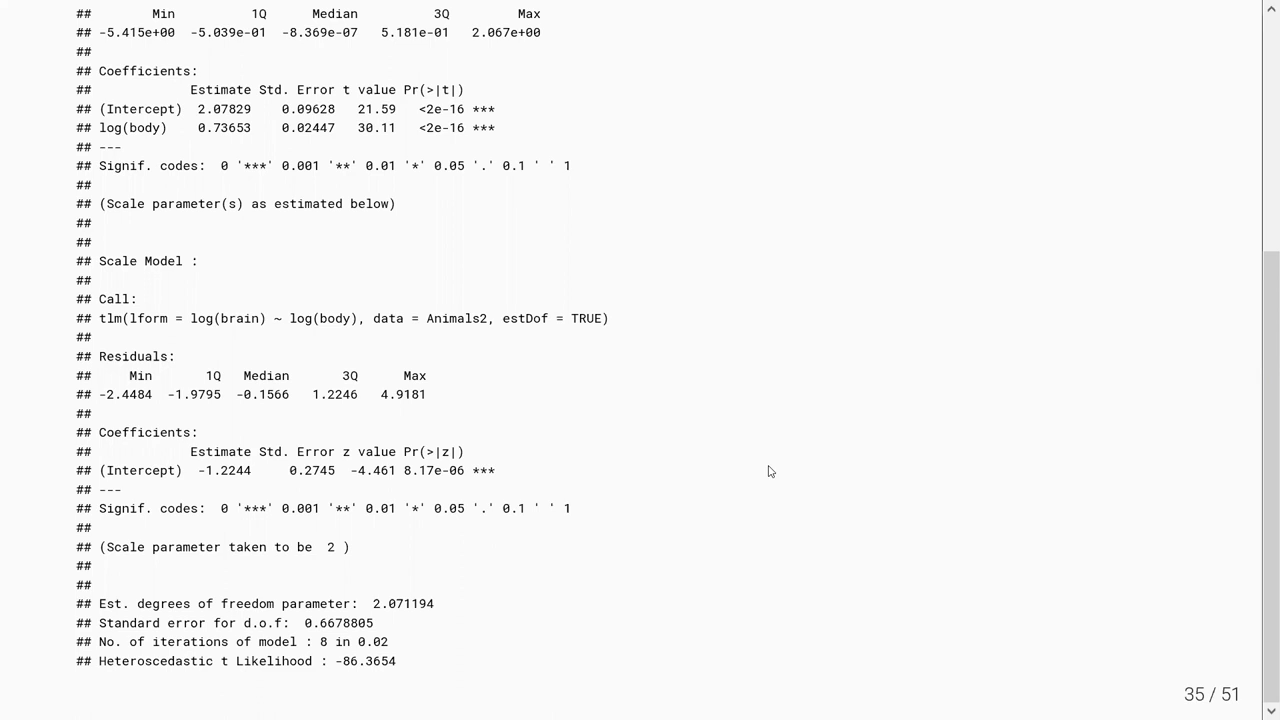 ##        Min         1Q     Median         3Q        Max
## -5.415e+00 -5.039e-01 -8.369e-07  5.181e-01  2.067e+00
##
## Coefficients:
##             Estimate Std. Error t value Pr(>|t|)
## (Intercept)  2.07829    0.09628   21.59   <2e-16 ***
## log(body)    0.73653    0.02447   30.11   <2e-16 ***
## ---
## Signif. codes:  0 '***' 0.001 '**' 0.01 '*' 0.05 '.' 0.1 ' ' 1
##
## (Scale parameter(s) as estimated below)
##
##
## Scale Model :
##
## Call:
## tlm(lform = log(brain) ~ log(body), data = Animals2, estDof = TRUE)
##
## Residuals:
##     Min      1Q  Median      3Q     Max
## -2.4484 -1.9795 -0.1566  1.2246  4.9181
##
## Coefficients:
##             Estimate Std. Error z value Pr(>|z|)
## (Intercept)  -1.2244     0.2745  -4.461 8.17e-06 ***
## ---
## Signif. codes:  0 '***' 0.001 '**' 0.01 '*' 0.05 '.' 0.1 ' ' 1
##
## (Scale parameter taken to be  2 )
##
##
## Est. degrees of freedom parameter:  2.071194
## Standard error for d.o.f:  0.6678805
## No. of iterations of model : 8 in 0.02
## Heteroscedastic t Likelihood : -86.3654
35 / 51